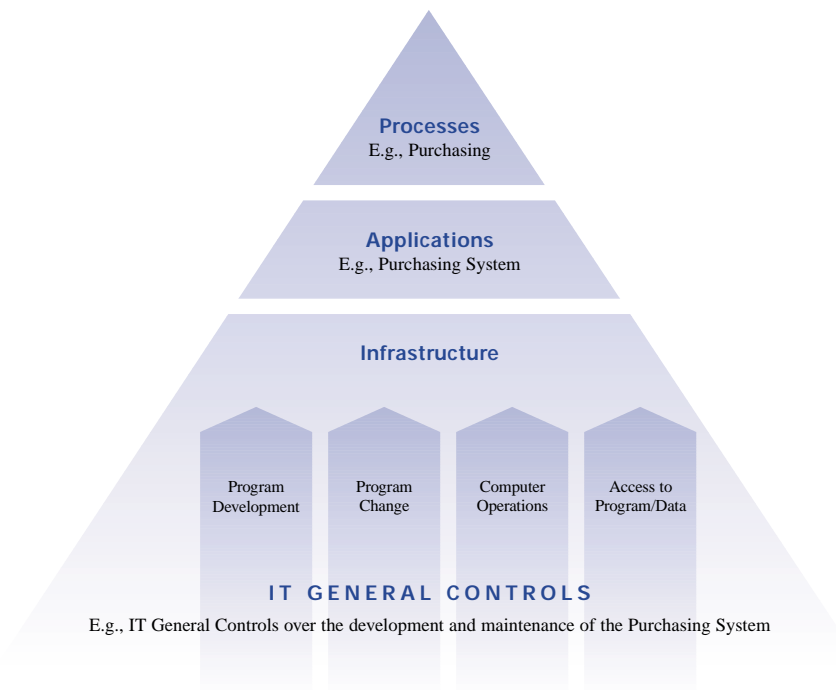 Processes
E.g., Purchasing
Applications
E.g., Purchasing System
Infrastructure
Program
Development
Program
Change
Computer
Operations
Access to
Program/Data
IT GENERAL CONTROLS
E.g., IT General Controls over the development and maintenance of the Purchasing System